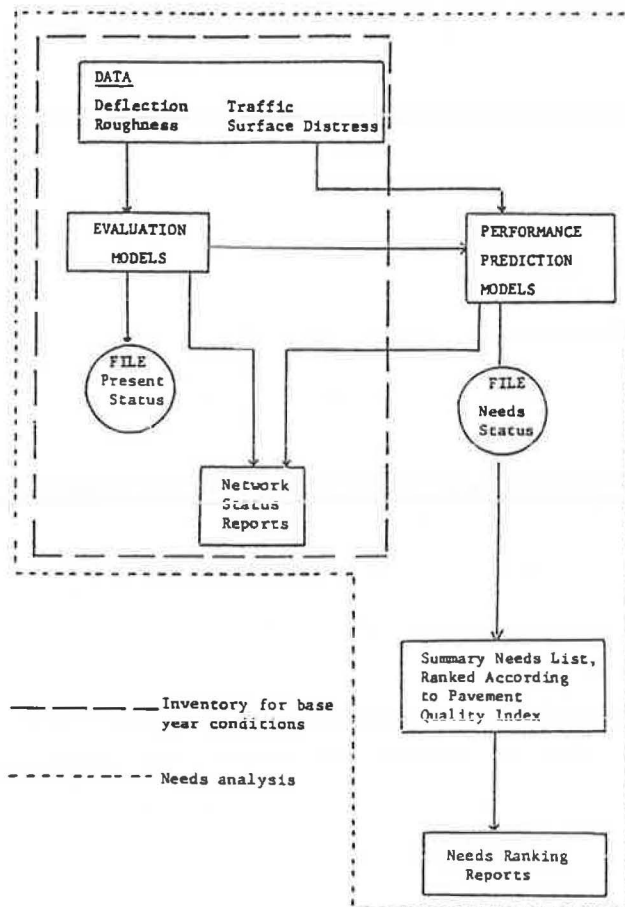 DATA
Deflection Traffic
Roughness Surface Distress
EVALUATION
MODELS
PERFORMANCE
PREDICTION
MODELS
FILE
Present
Status
FILE
Needs
Status
Network
Status
Reports
Summary Needs List,
Ranked According
to Pavement
Quality Index
Inventory for base
year conditions
Needs analysis
Needs Ranking
Reports